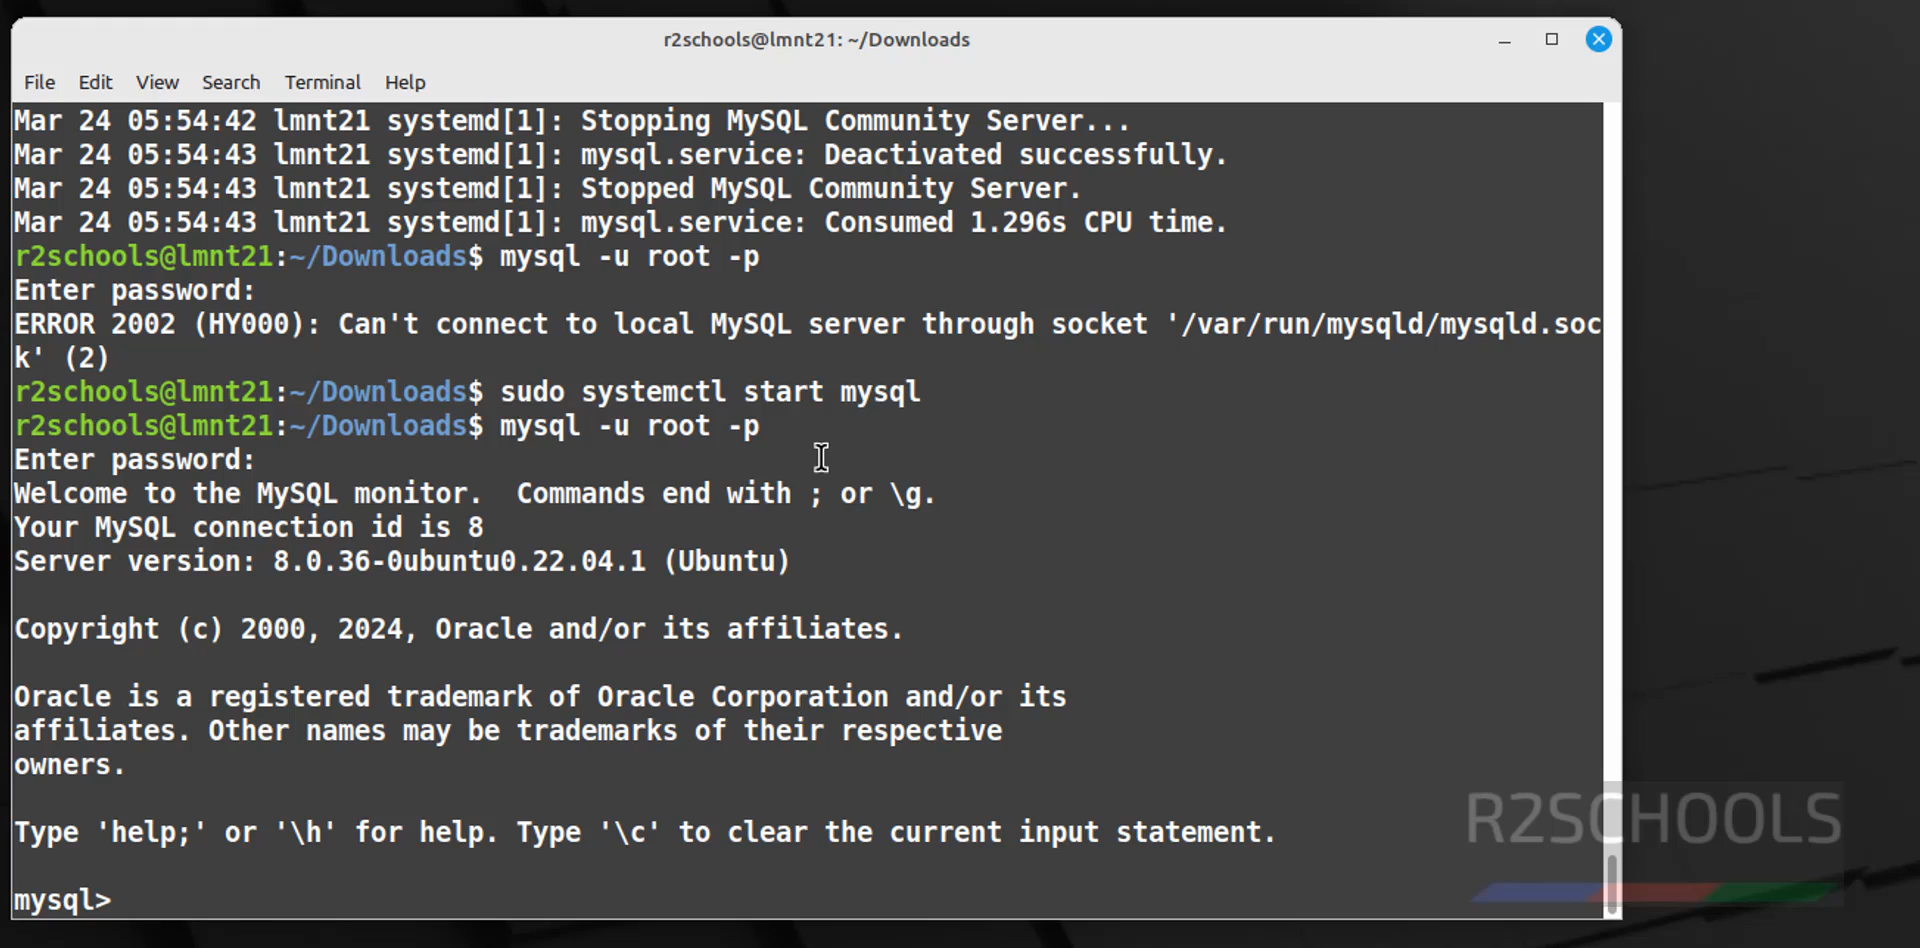 r2schools@lmnt21: ~/Downloads
File Edit View Search Terminal Help
Mar 24 05:54:42 lmnt21 systemd[1]: Stopping MySQL Community Server...
Mar 24 05:54:43 lmnt21 systemd[1]: mysql.service: Deactivated successfully.
Mar 24 05:54:43 lmnt21 systemd[1]: Stopped MySQL Community Server.
Mar 24 05:54:43 lmnt21 systemd[1]: mysql.service: Consumed 1.296s CPU time.
r2schools@lmnt21:~/Downloads$ mysql -u root -p
Enter password:
ERROR 2002 (HY000): Can't connect to local MySQL server through socket '/var/run/mysqld/mysqld.soc
k' (2)
r2schools@lmnt21:~/Downloads$ sudo systemctl start mysql
r2schools@lmnt21:~/Downloads$ mysql -u root -p
Enter password:
Welcome to the MySQL monitor.  Commands end with ; or \g.
Your MySQL connection id is 8
Server version: 8.0.36-0ubuntu0.22.04.1 (Ubuntu)
Copyright (c) 2000, 2024, Oracle and/or its affiliates.
Oracle is a registered trademark of Oracle Corporation and/or its
affiliates. Other names may be trademarks of their respective
owners.
Type 'help;' or '\h' for help. Type '\c' to clear the current input statement.
mysql>
R2SCHOOLS